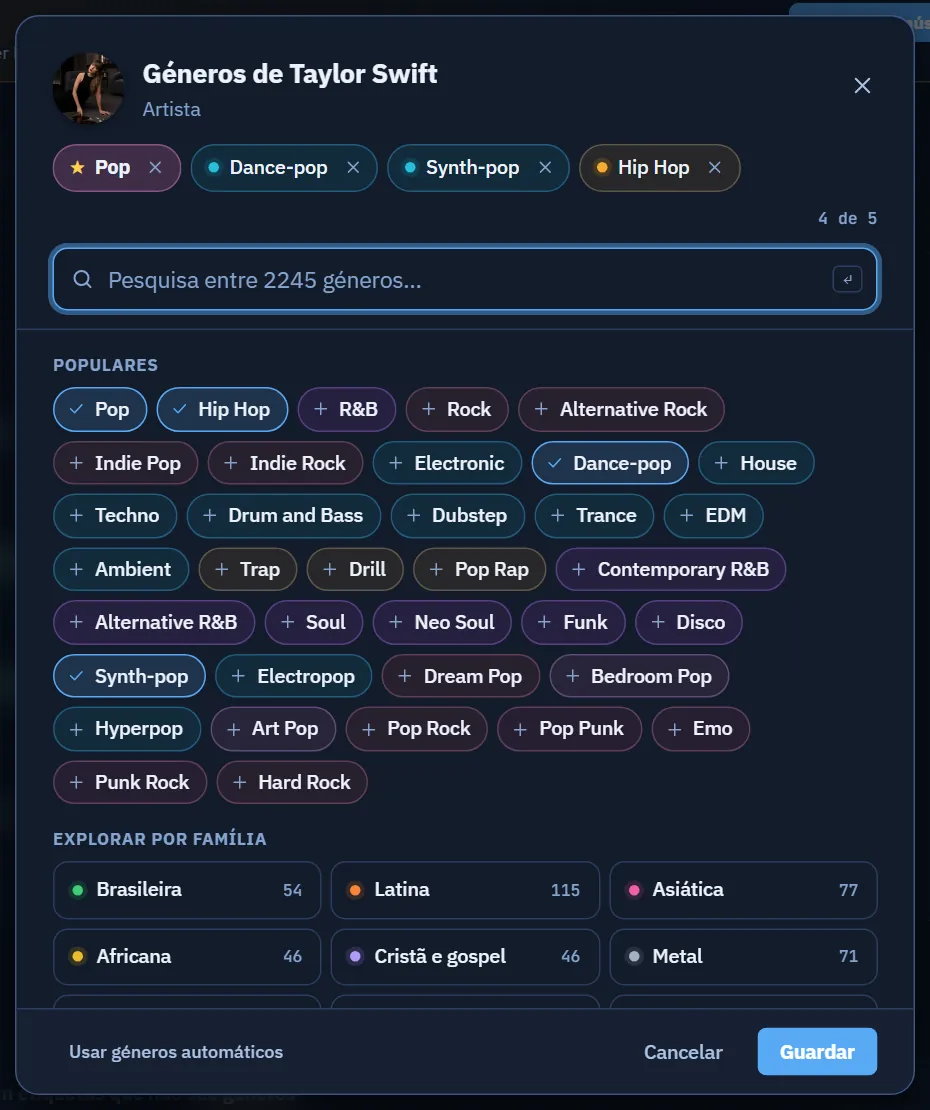 Géneros de Taylor Swift
Artista
Pop Dance-pop Synth-pop Hip Hop
4 de 5
Pesquisa entre 2245 géneros...
POPULARES
Pop Hip Hop R&B Rock Alternative Rock
Indie Pop Indie Rock Electronic Dance-pop House
Techno Drum and Bass Dubstep Trance EDM
Ambient Trap Drill Pop Rap Contemporary R&B
Alternative R&B Soul Neo Soul Funk Disco
Synth-pop Electropop Dream Pop Bedroom Pop
Hyperpop Art Pop Pop Rock Pop Punk Emo
Punk Rock Hard Rock
EXPLORAR POR FAMÍLIA
Brasileira 54 Latina 115 Asiática 77
Africana 46 Cristã e gospel 46 Metal 71
Usar géneros automáticos Cancelar Guardar